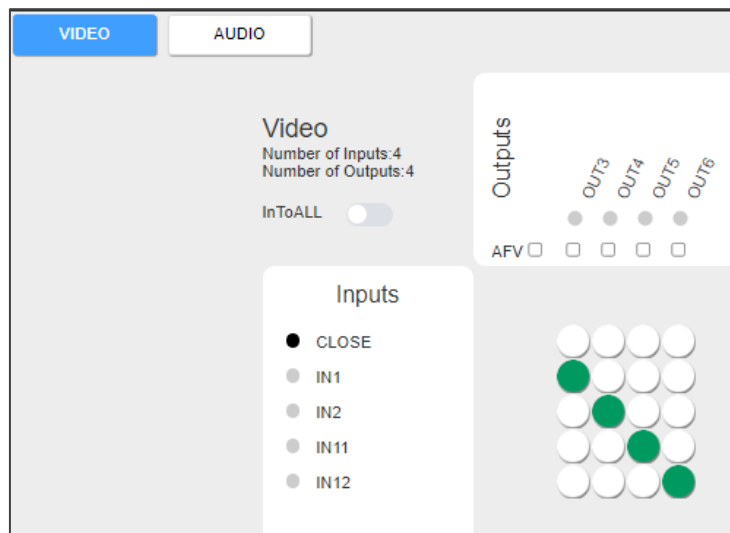 VIDEO
AUDIO
Video
Number of Inputs:4
Number of Outputs:4
InToALL
Outputs
OUT3
OUT4
OUT5
OUT6
AFV
Inputs
CLOSE
IN1
IN2
IN11
IN12